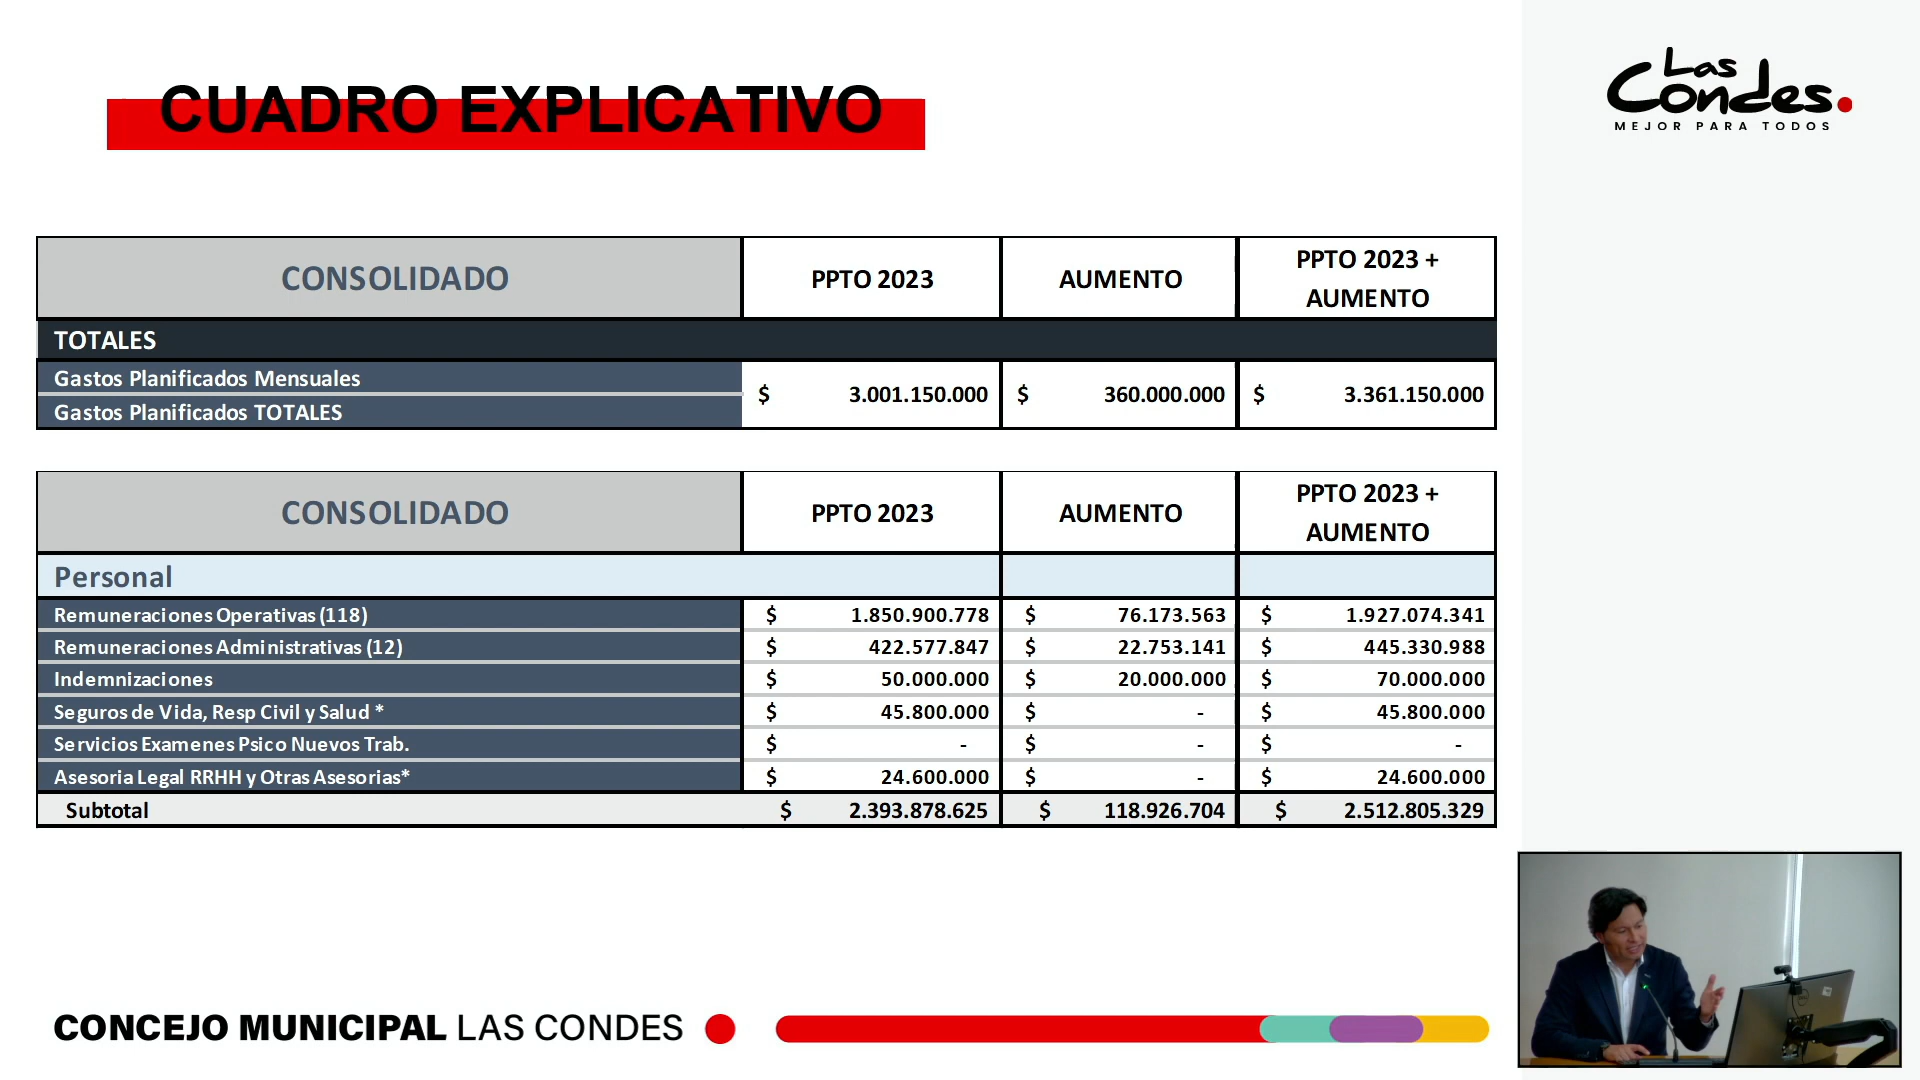 CUADRO EXPLICATIVO
Las
Condes.
MEJOR PARA TODOS
CONSOLIDADO PPTO 2023 AUMENTO PPTO 2023 + AUMENTO
TOTALES
Gastos Planificados Mensuales
Gastos Planificados TOTALES
$ 3.001.150.000 $ 360.000.000 $ 3.361.150.000
CONSOLIDADO PPTO 2023 AUMENTO PPTO 2023 + AUMENTO
Personal
Remuneraciones Operativas (118) $ 1.850.900.778 $ 76.173.563 $ 1.927.074.341
Remuneraciones Administrativas (12) $ 422.577.847 $ 22.753.141 $ 445.330.988
Indemnizaciones $ 50.000.000 $ 20.000.000 $ 70.000.000
Seguros de Vida, Resp Civil y Salud * $ 45.800.000 $ - $ 45.800.000
Servicios Examenes Psico Nuevos Trab. $ - $ - $ -
Asesoria Legal RRHH y Otras Asesorias* $ 24.600.000 $ - $ 24.600.000
Subtotal $ 2.393.878.625 $ 118.926.704 $ 2.512.805.329
CONCEJO MUNICIPAL LAS CONDES